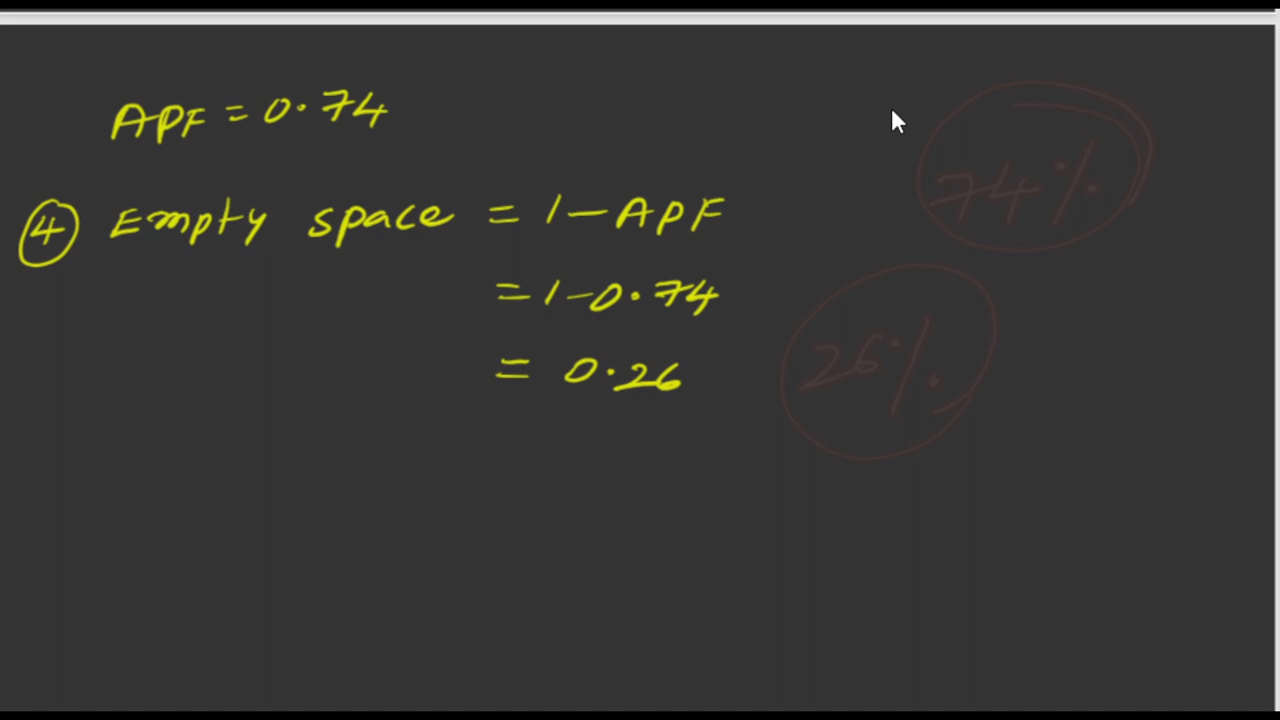 APF = 0.74
74%
④ Empty space = 1 - APF
= 1 - 0.74
= 0.26
26%